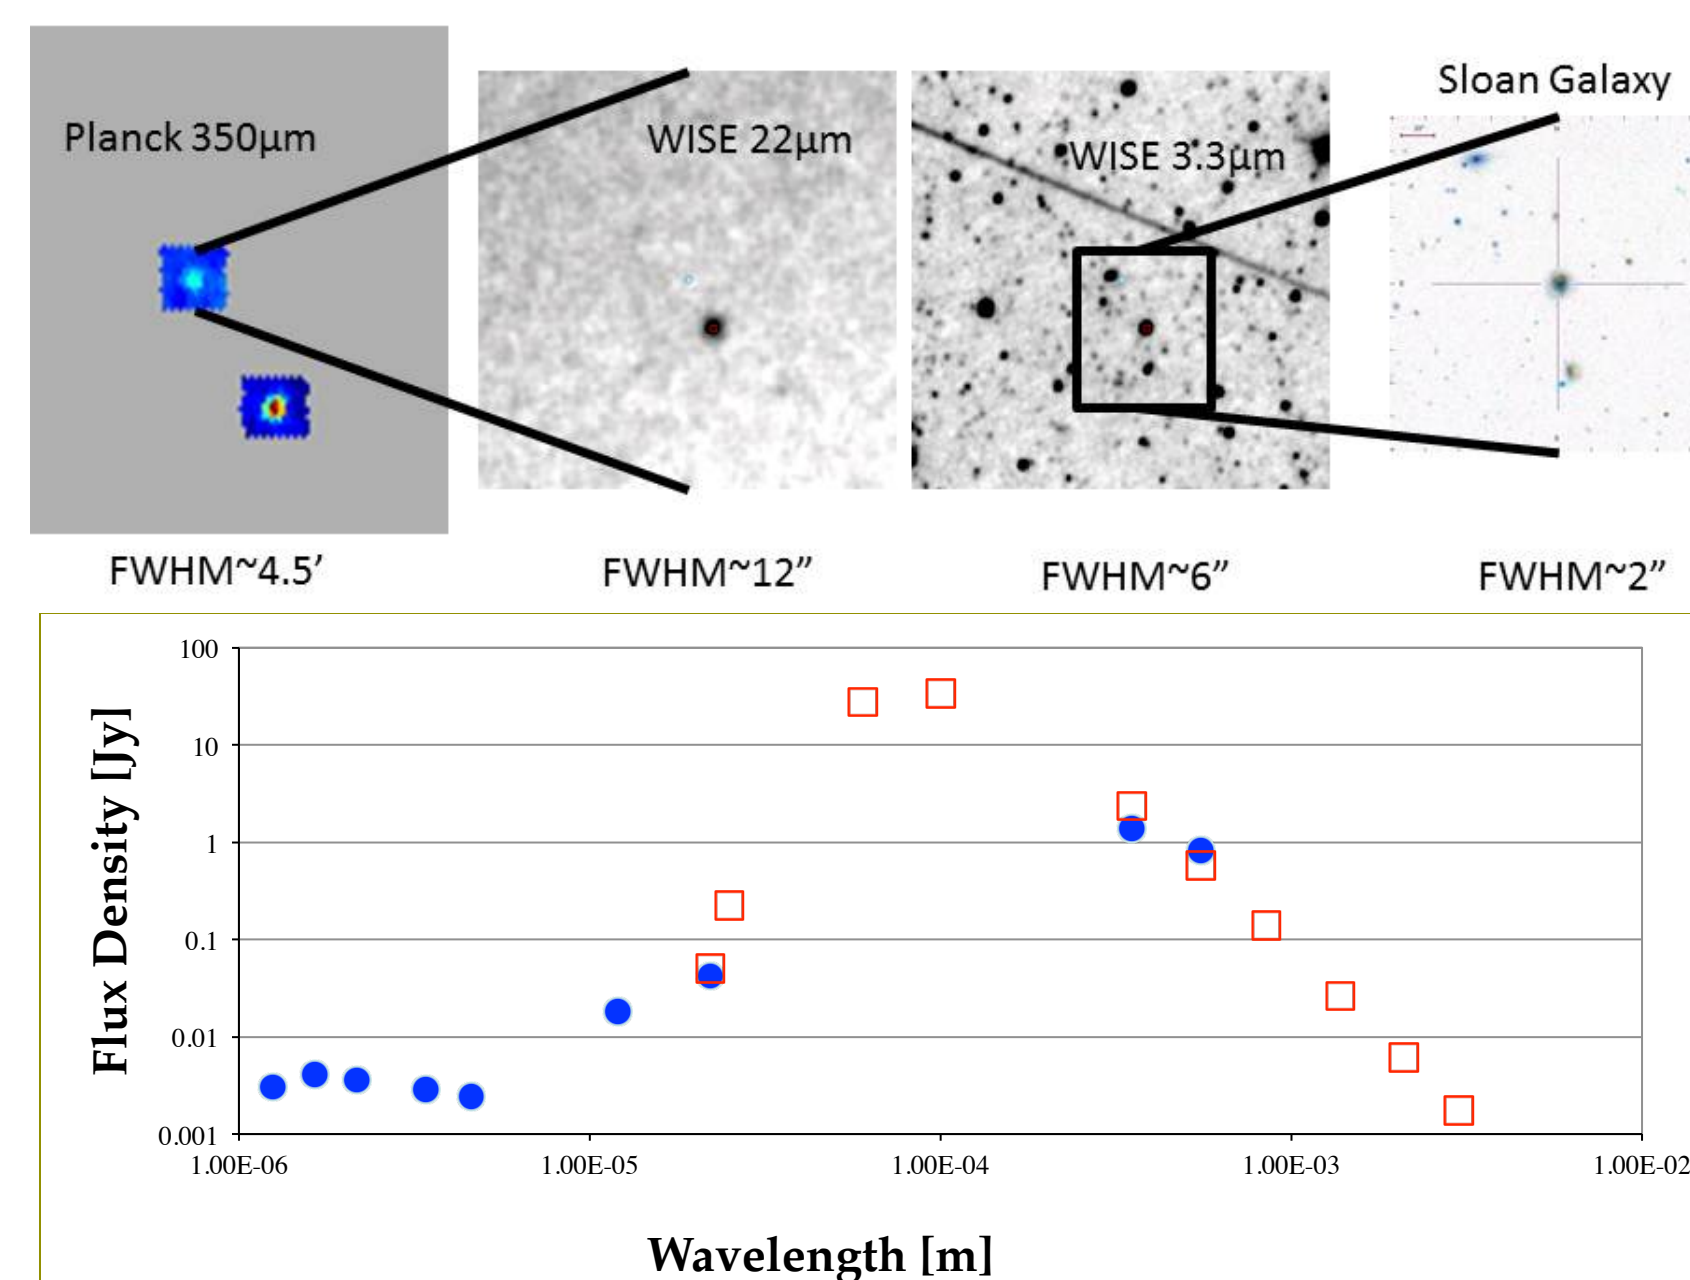 Sloan Galaxy
Planck 350μm
WISE 22μm
WISE 3.3μm
FWHM~4.5’
FWHM~12”
FWHM~6”
FWHM~2”
100
10
1
0.1
0.01
0.001
Flux Density [Jy]
1.00E-06
1.00E-05
1.00E-04
1.00E-03
1.00E-02
Wavelength [m]